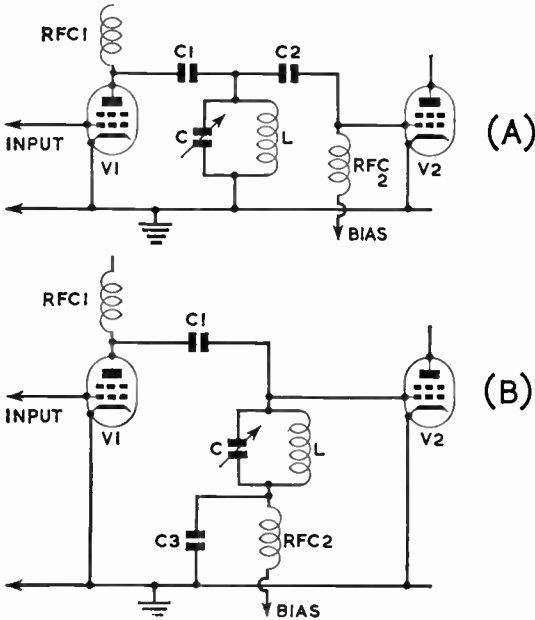 RFC1
C1
C2
(A)
C
L
INPUT
V1
RFC
2
V2
BIAS
RFC1
C1
(B)
INPUT
V1
V2
C
L
C3
RFC2
BIAS